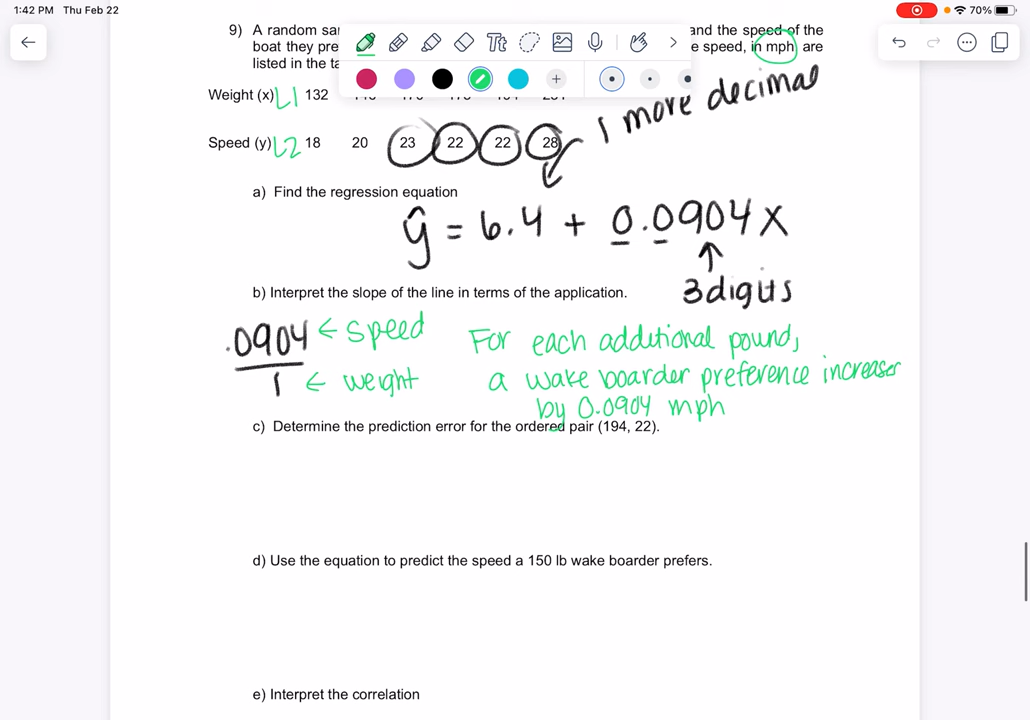 1:42 PM Thu Feb 22
70%
9) A random and the speed of the
boat they speed, in mph are
listed in the
Tt
1 more decimal
Weight (x) L1 132
Speed (y) L2 18 20 23 22 22 28
a) Find the regression equation
ŷ = 6.4 + 0.0904x
3 digits
b) Interpret the slope of the line in terms of the application.
.0904 ← speed
1 ← weight
For each additional pound,
a wake boarder preference increases
by 0.0904 mph
c) Determine the prediction error for the ordered pair (194, 22).
d) Use the equation to predict the speed a 150 lb wake boarder prefers.
e) Interpret the correlation